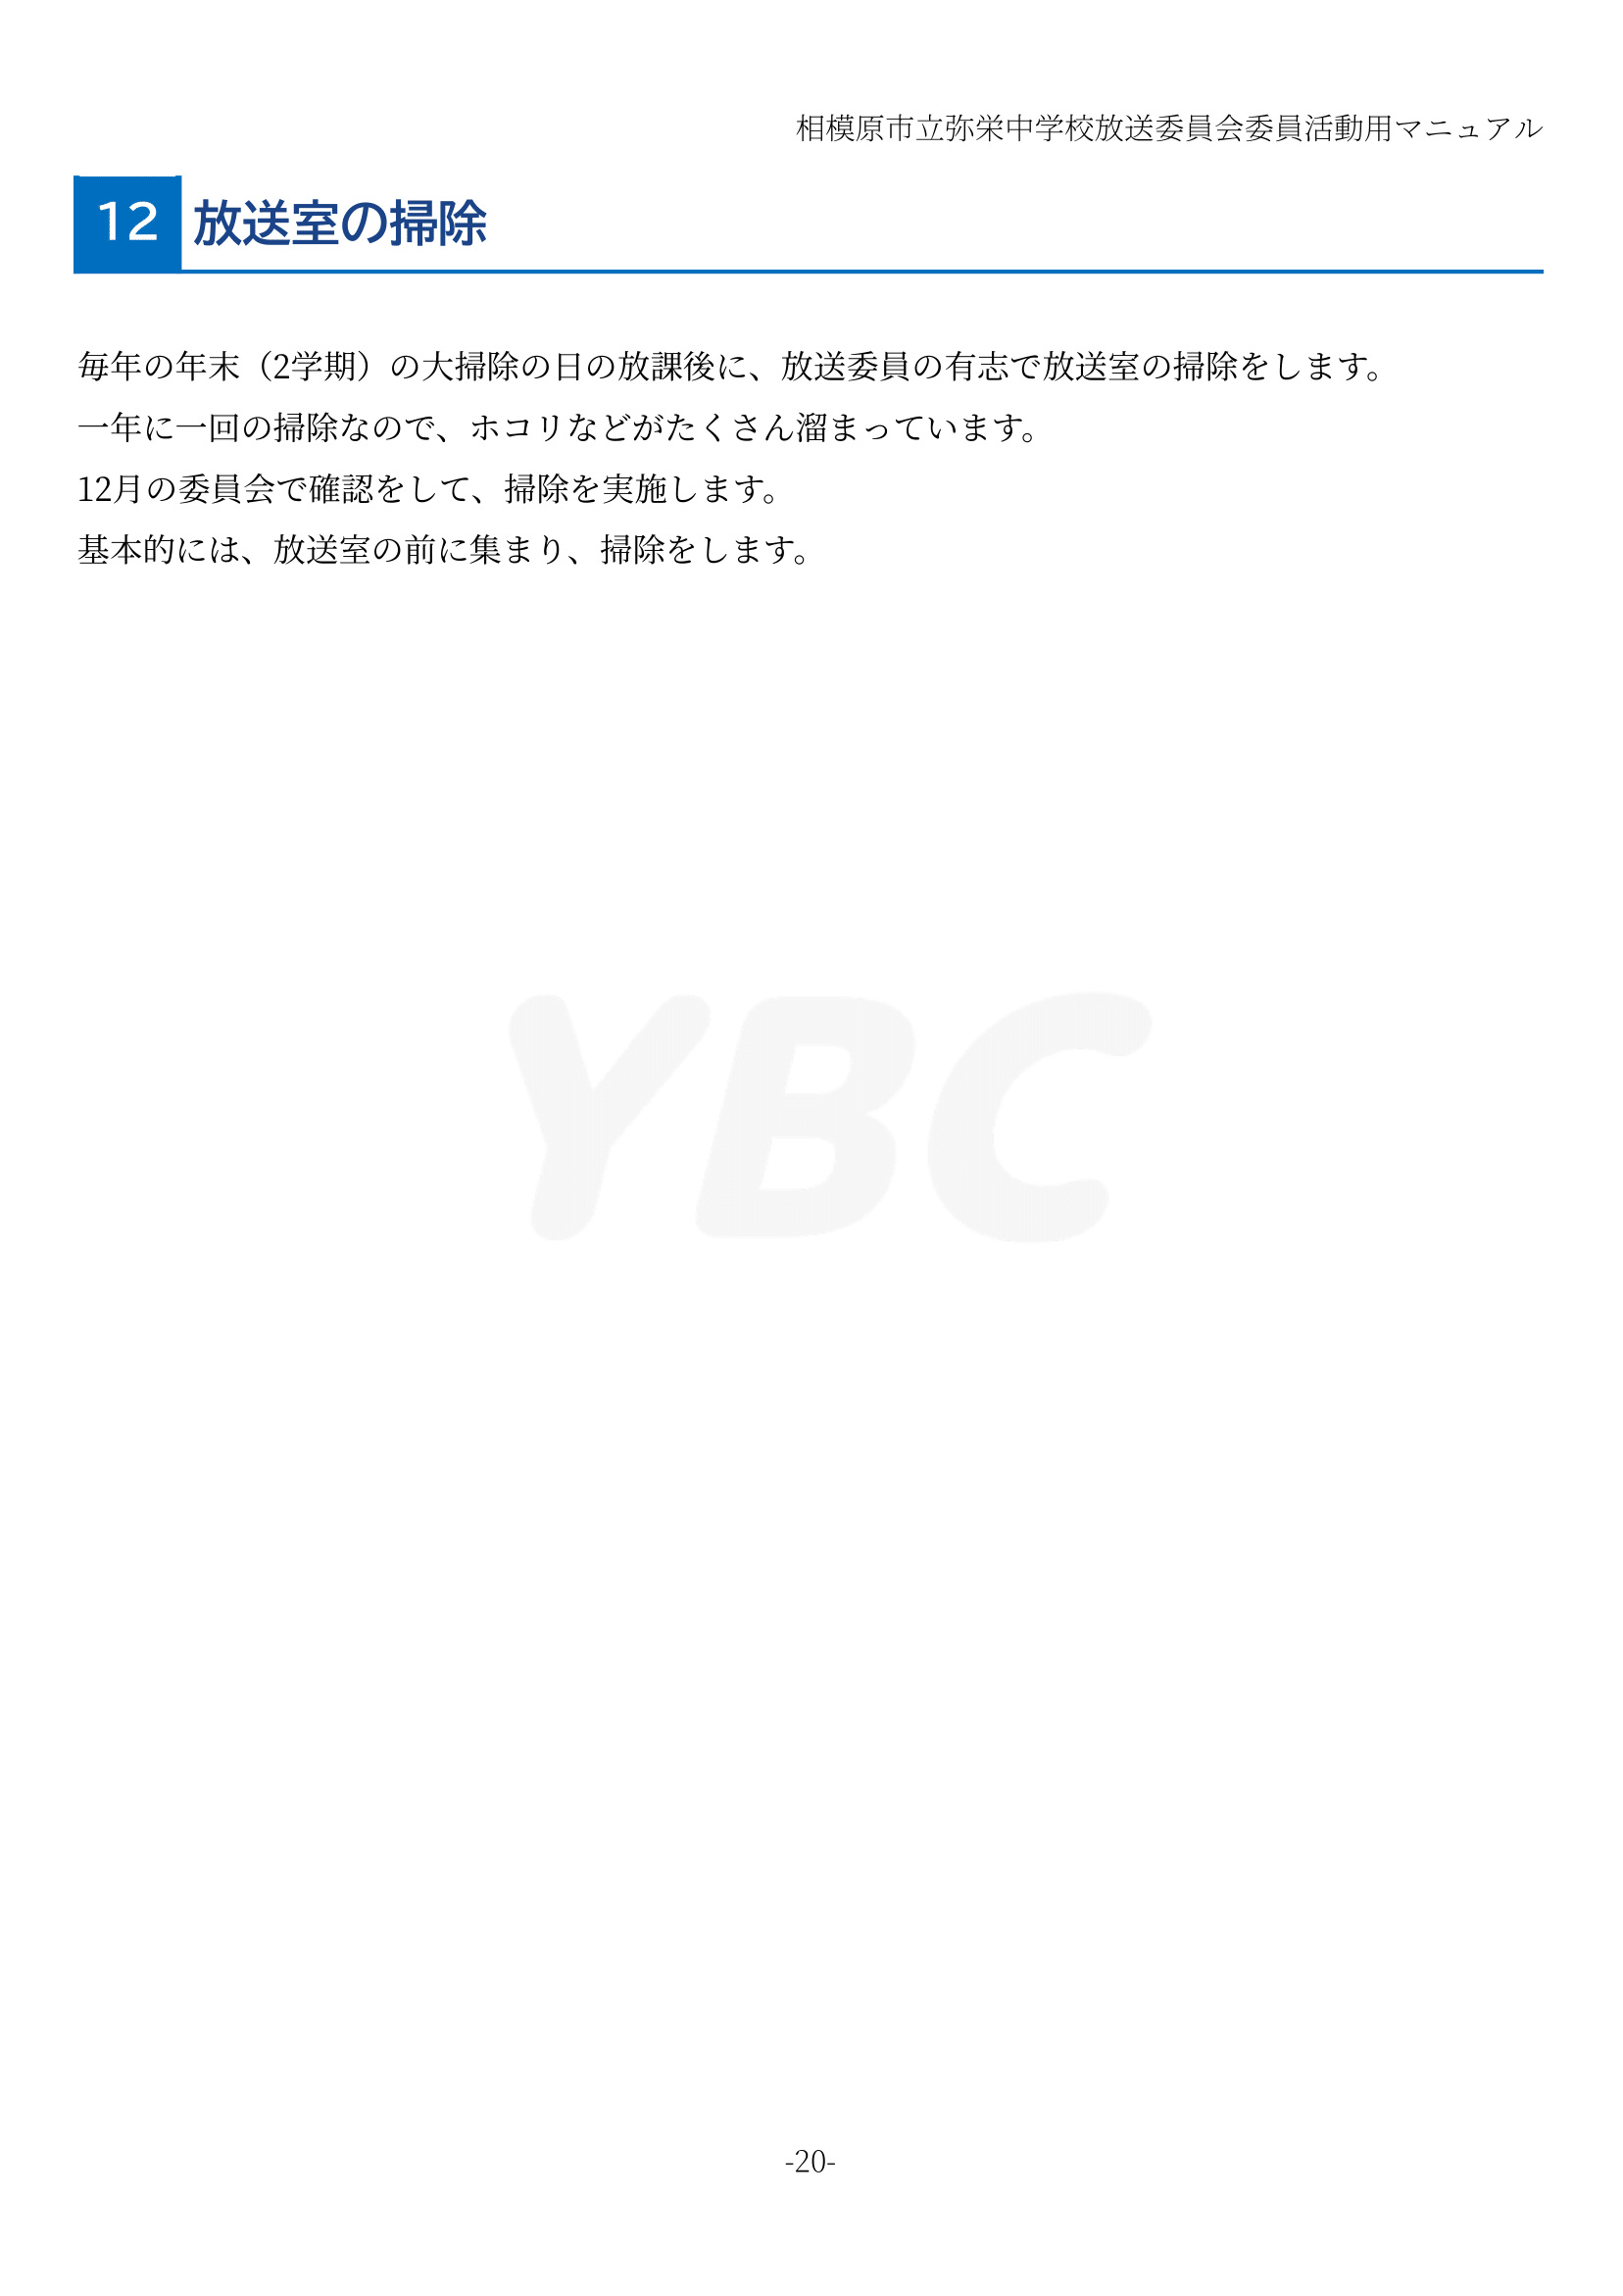 相模原市立弥栄中学校放送委員会委員活動用マニュアル
12 放送室の掃除
毎年の年末（2学期）の大掃除の日の放課後に、放送委員の有志で放送室の掃除をします。
一年に一回の掃除なので、ホコリなどがたくさん溜まっています。
12月の委員会で確認をして、掃除を実施します。
基本的には、放送室の前に集まり、掃除をします。
YBC
-20-